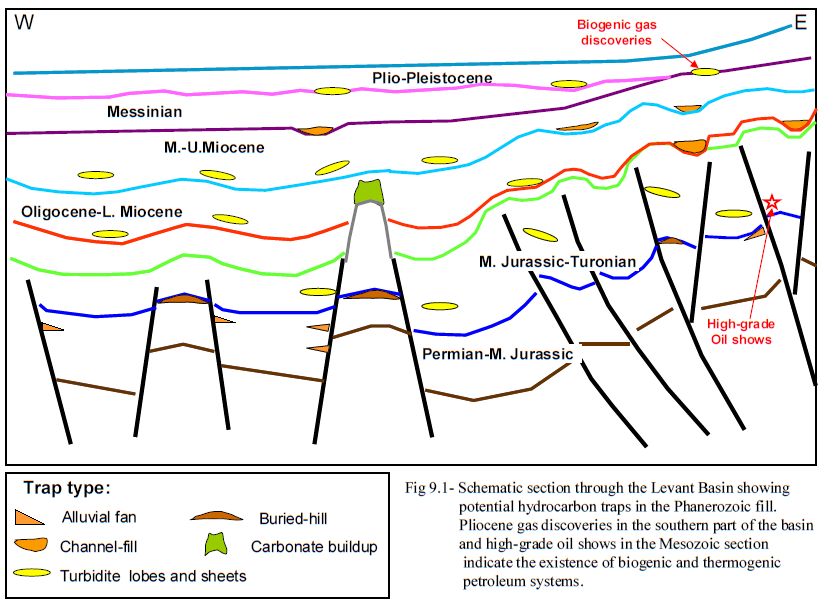 W
E
Biogenic gas
discoveries
Plio-Pleistocene
Messinian
M.-U.Miocene
Oligocene-L. Miocene
M. Jurassic-Turonian
High-grade
Oil shows
Permian-M. Jurassic
Trap type:
Alluvial fan
Buried-hill
Channel-fill
Carbonate buildup
Turbidite lobes and sheets
Fig 9.1- Schematic section through the Levant Basin showing
potential hydrocarbon traps in the Phanerozoic fill.
Pliocene gas discoveries in the southern part of the basin
and high-grade oil shows in the Mesozoic section
indicate the existence of biogenic and thermogenic
petroleum systems.